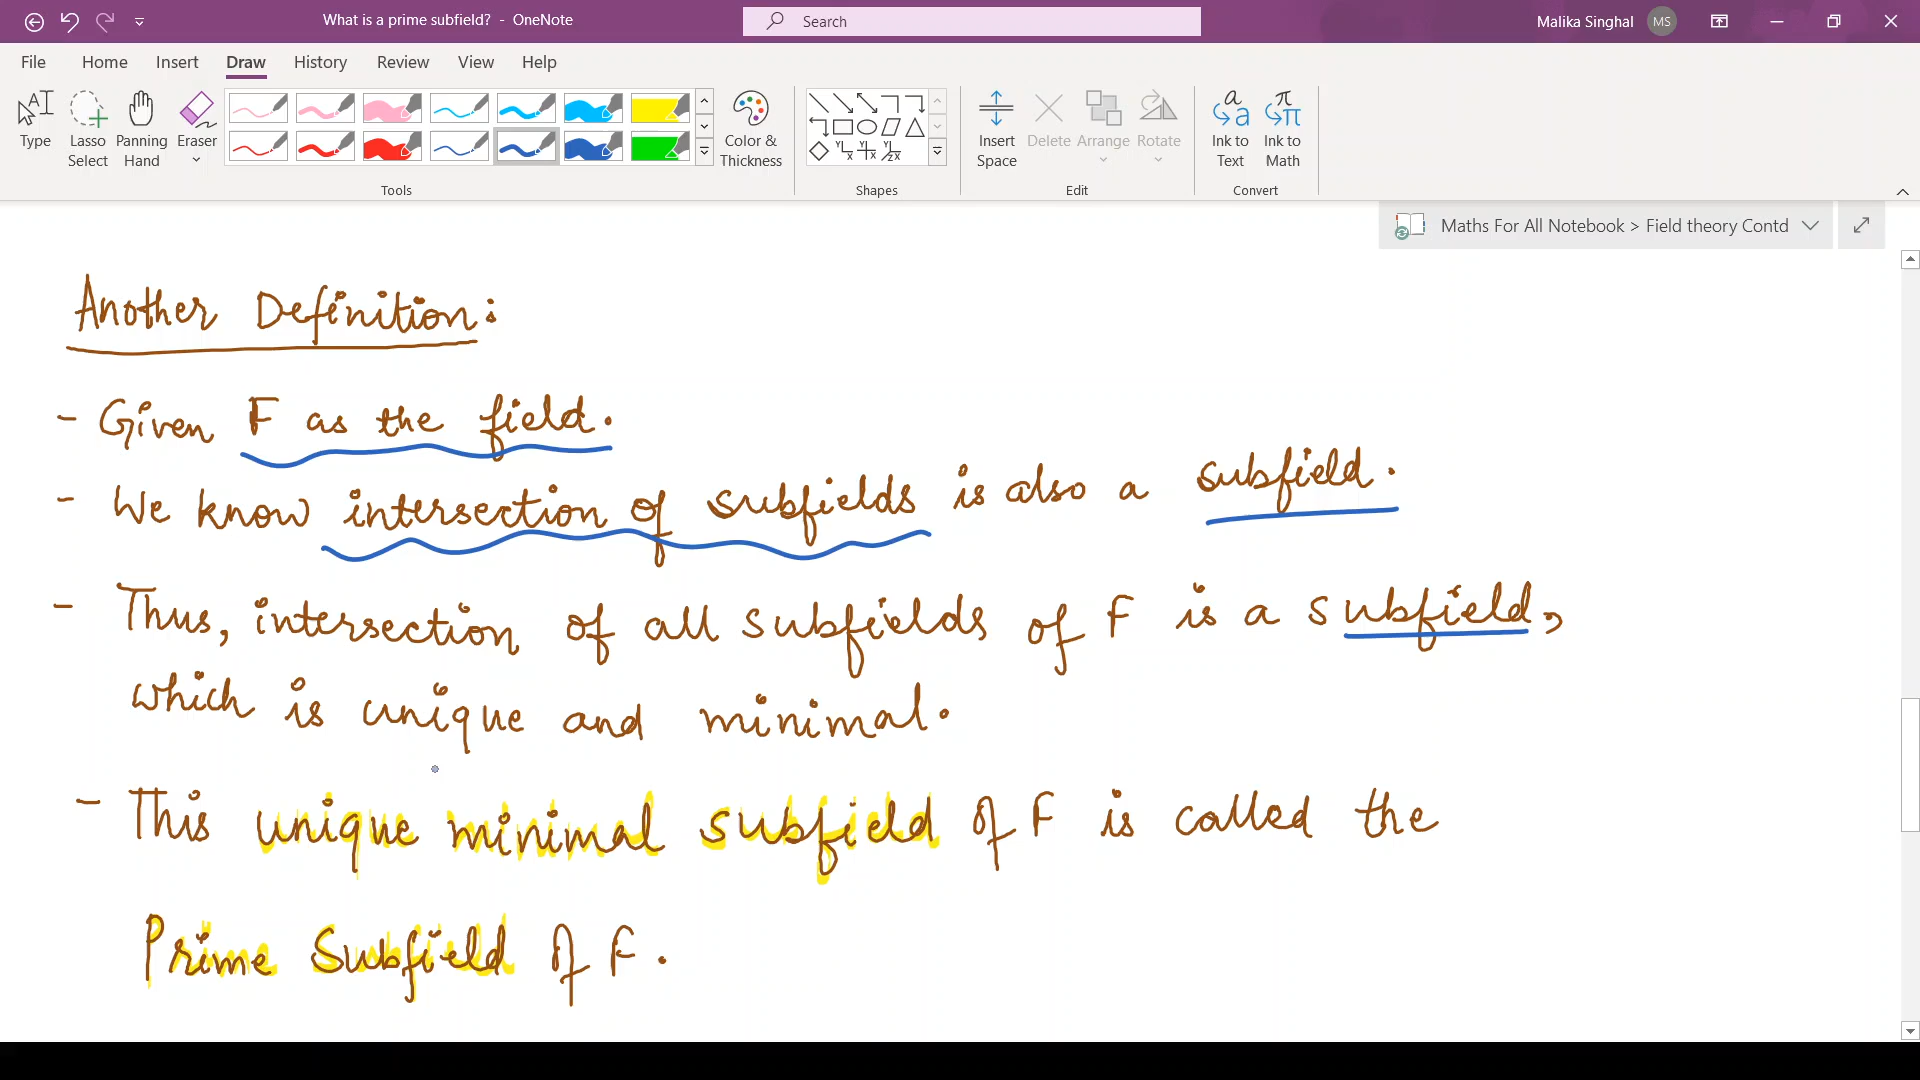 What is a prime subfield? - OneNote
Search
Malika Singhal MS
File Home Insert Draw History Review View Help
Type
Lasso Select
Panning Hand
Eraser
Color & Thickness
Insert Space
Delete
Arrange
Rotate
Ink to Text
Ink to Math
Tools
Shapes
Edit
Convert
Maths For All Notebook > Field theory Contd
Another Definition:
- Given F as the field.
- We know intersection of subfields is also a subfield.
- Thus, intersection of all subfields of F is a subfield,
which is unique and minimal.
- This unique minimal subfield of F is called the
Prime Subfield of F.